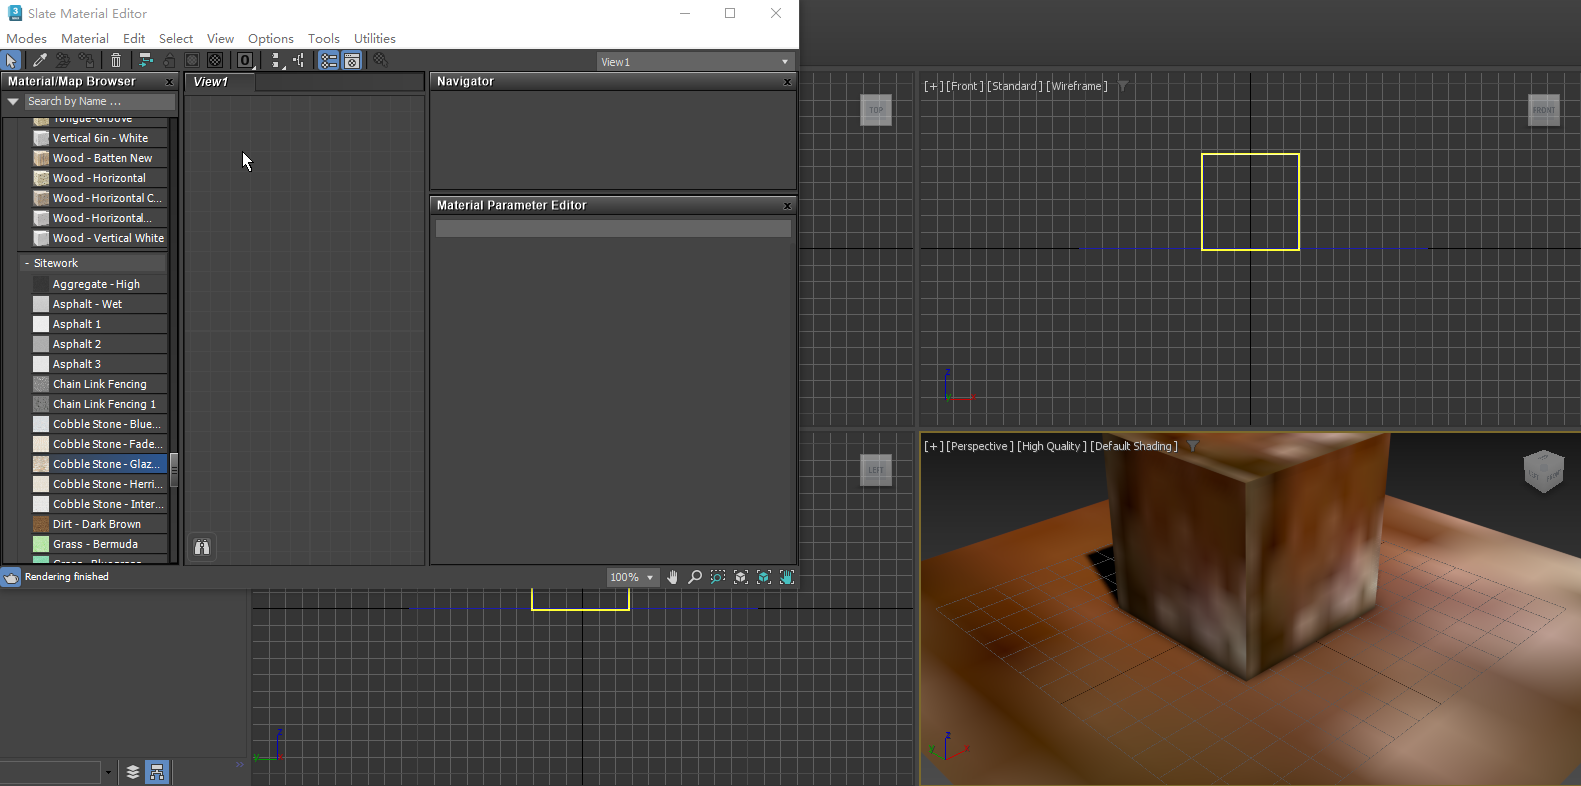 Slate Material Editor
Modes Material Edit Select View Options Tools Utilities
0 View1
Material/Map Browser x View1 Navigator x
Search by Name ...
Tongue-Groove
Vertical 6in - White
Wood - Batten New
Wood - Horizontal
Wood - Horizontal C...
Wood - Horizontal...
Wood - Vertical White
Material Parameter Editor x
- Sitework
Aggregate - High
Asphalt - Wet
Asphalt 1
Asphalt 2
Asphalt 3
Chain Link Fencing
Chain Link Fencing 1
Cobble Stone - Blue...
Cobble Stone - Fade...
Cobble Stone - Glaz...
Cobble Stone - Herri...
Cobble Stone - Inter...
Dirt - Dark Brown
Grass - Bermuda
Grass - Bluegrass
Rendering finished
100%
TOP
[+] [Front ] [Standard ] [Wireframe ]
FRONT
z
y x
LEFT
[+] [Perspective ] [High Quality ] [Default Shading ]
z
y x
z
y x